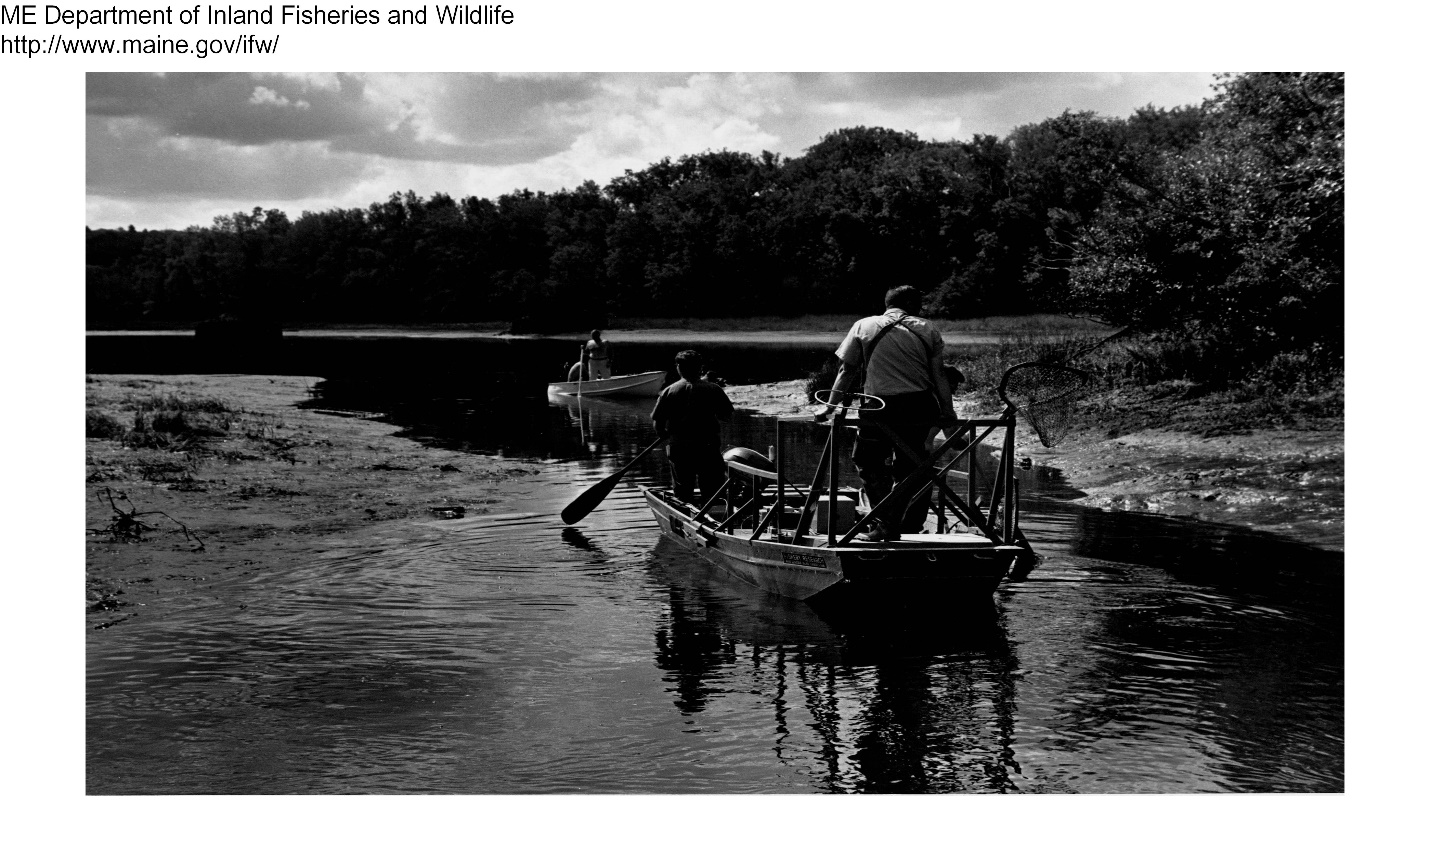 ME Department of Inland Fisheries and Wildlife
http://www.maine.gov/ifw/